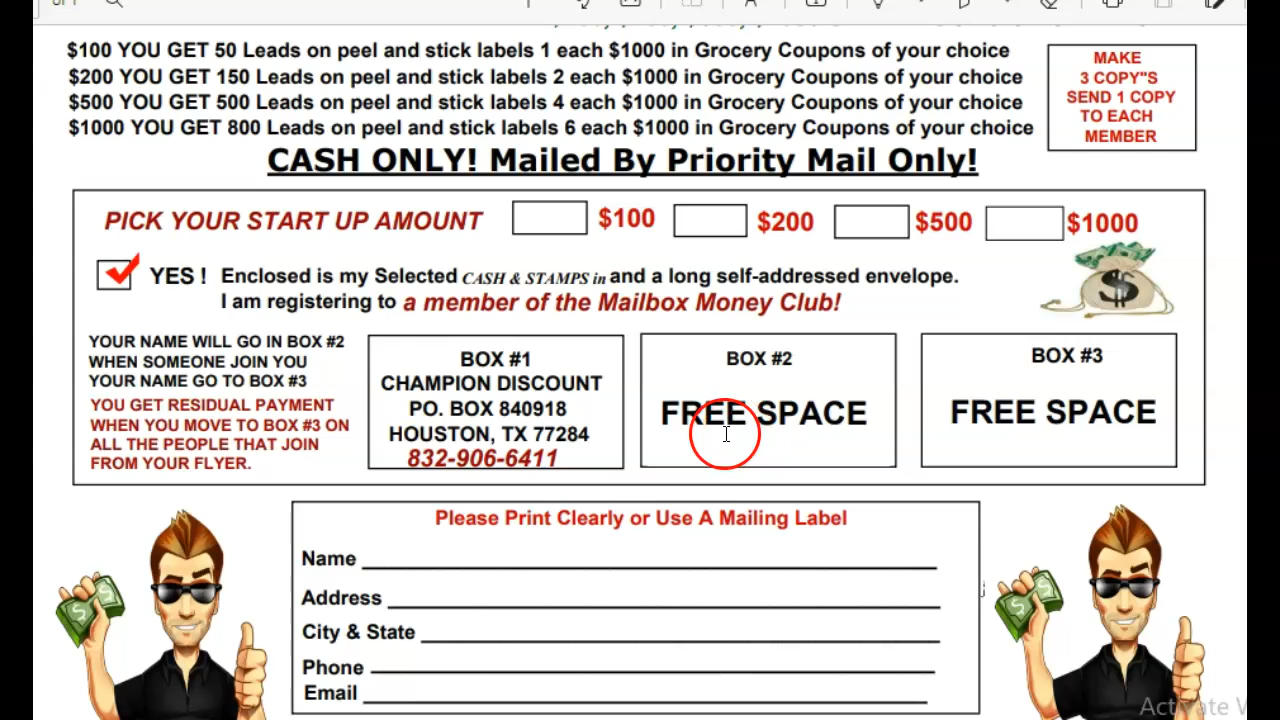 $100 YOU GET 50 Leads on peel and stick labels 1 each $1000 in Grocery Coupons of your choice
$200 YOU GET 150 Leads on peel and stick labels 2 each $1000 in Grocery Coupons of your choice
$500 YOU GET 500 Leads on peel and stick labels 4 each $1000 in Grocery Coupons of your choice
$1000 YOU GET 800 Leads on peel and stick labels 6 each $1000 in Grocery Coupons of your choice
MAKE
3 COPY"S
SEND 1 COPY
TO EACH
MEMBER
CASH ONLY! Mailed By Priority Mail Only!
PICK YOUR START UP AMOUNT $100 $200 $500 $1000
YES ! Enclosed is my Selected CASH & STAMPS in and a long self-addressed envelope.
I am registering to a member of the Mailbox Money Club!
YOUR NAME WILL GO IN BOX #2
WHEN SOMEONE JOIN YOU
YOUR NAME GO TO BOX #3
YOU GET RESIDUAL PAYMENT
WHEN YOU MOVE TO BOX #3 ON
ALL THE PEOPLE THAT JOIN
FROM YOUR FLYER.
BOX #1
CHAMPION DISCOUNT
PO. BOX 840918
HOUSTON, TX 77284
832-906-6411
BOX #2
FREE SPACE
BOX #3
FREE SPACE
Please Print Clearly or Use A Mailing Label
Name
Address
City & State
Phone
Email
Activate W